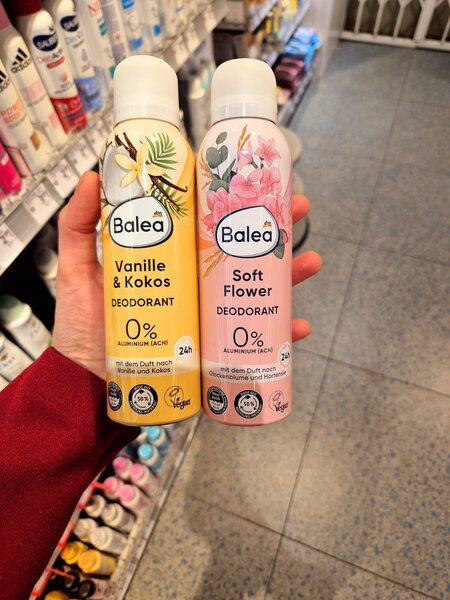 Balea
Vanille
& Kokos
DEODORANT
0%
ALUMINIUM (ACH)
24h
mit dem Duft nach
Vanille und Kokos
Vegan
Balea
Soft
Flower
DEODORANT
0%
ALUMINIUM (ACH)
24h
mit dem Duft nach
Glockenblume und Hortensie
Vegan
adidas